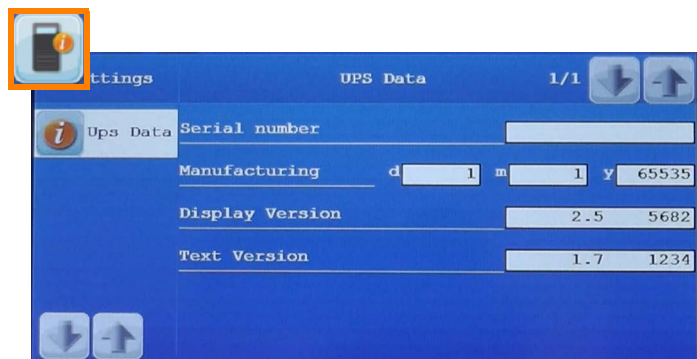 ttings UPS Data 1/1
i Ups Data Serial number
Manufacturing d 1 m 1 y 65535
Display Version 2.5 5682
Text Version 1.7 1234